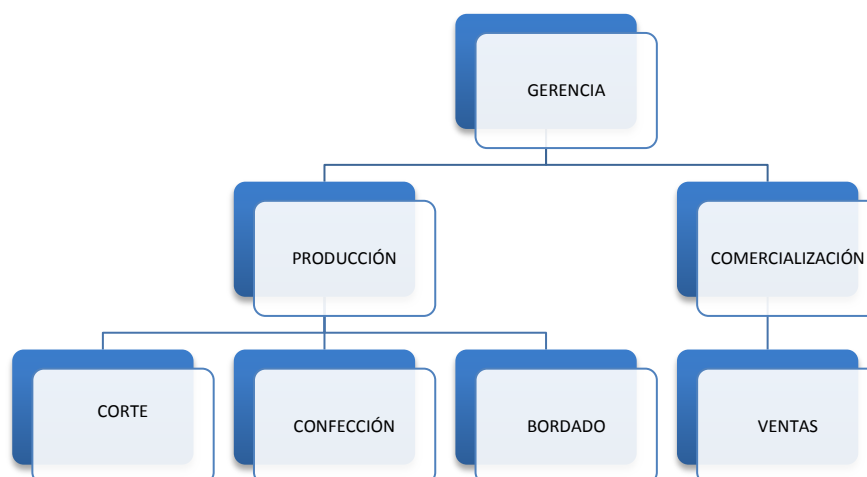 GERENCIA
PRODUCCIÓN
COMERCIALIZACIÓN
CORTE
CONFECCIÓN
BORDADO
VENTAS